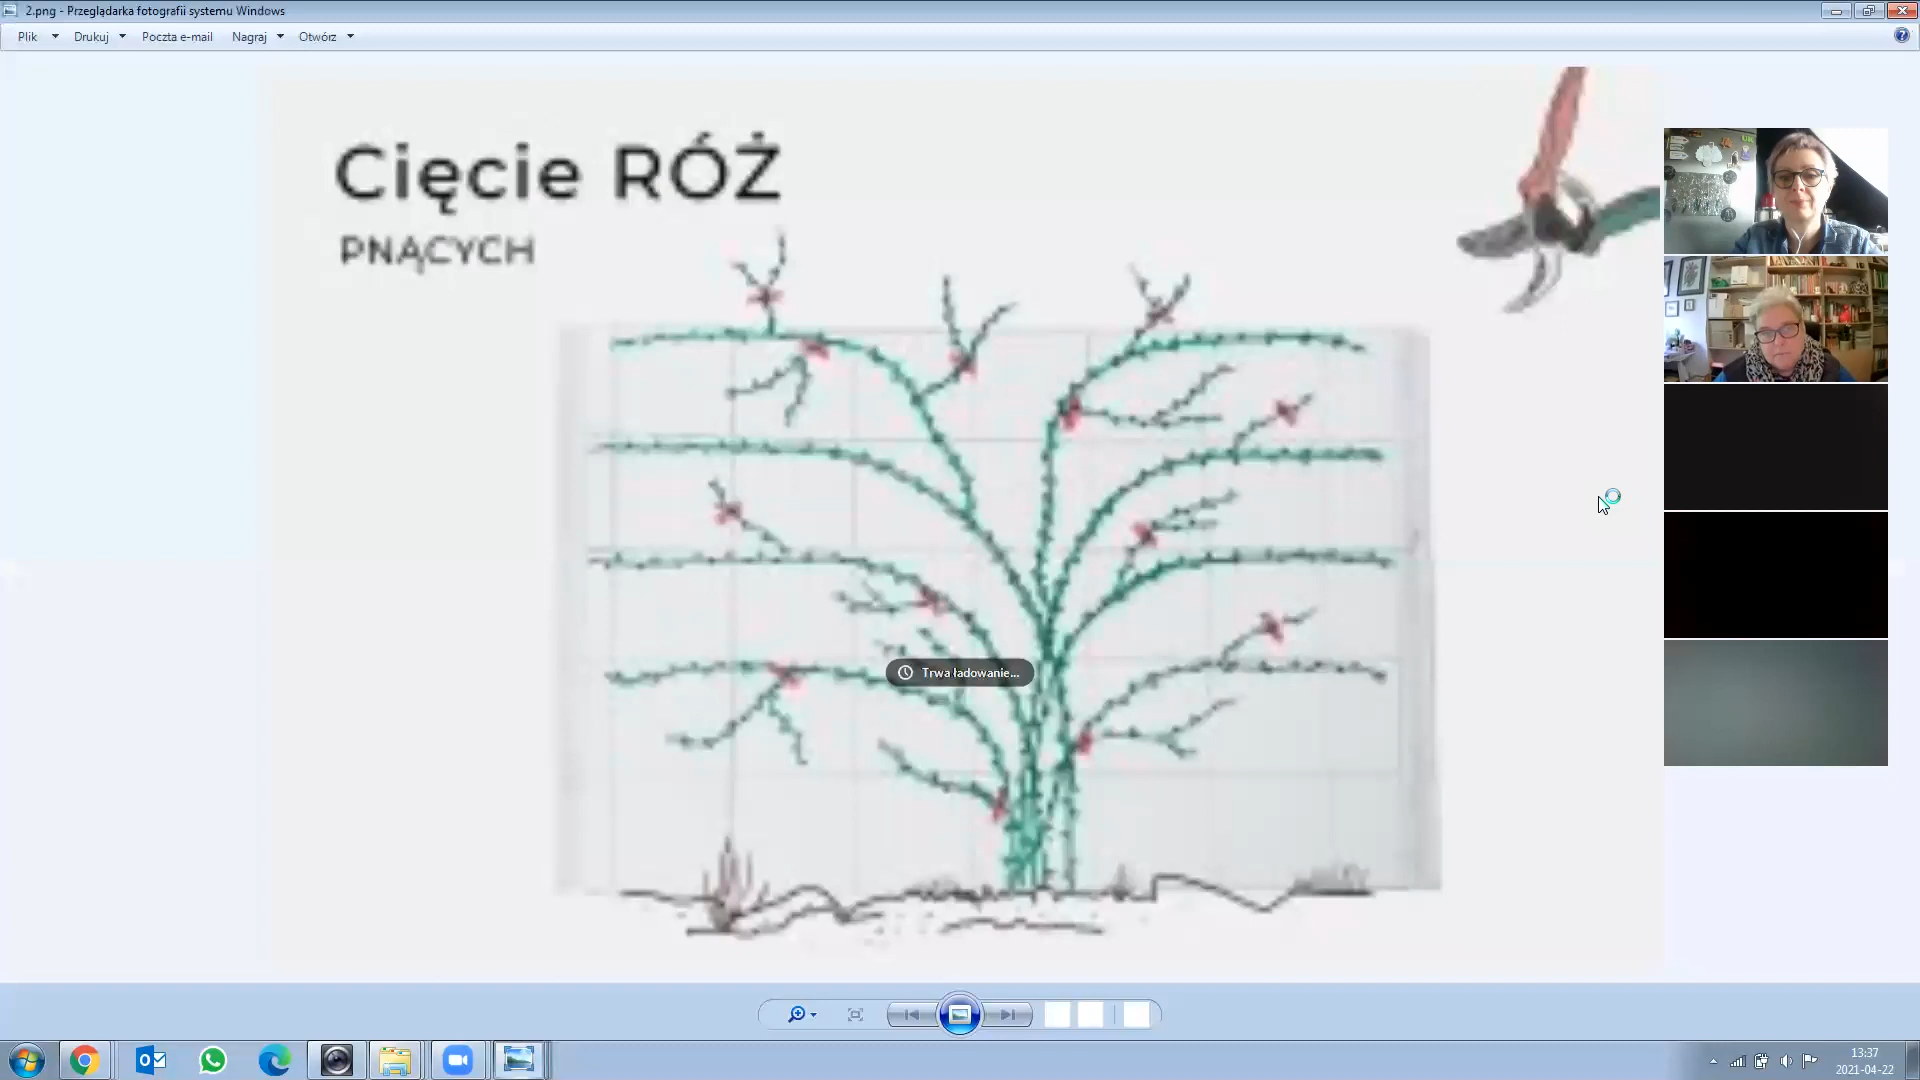 2.png - Przeglądarka fotografii systemu Windows
Plik Drukuj Poczta e-mail Nagraj Otwórz
Cięcie RÓŻ
PNĄCYCH
Trwa ładowanie...
13:37
2021-04-22